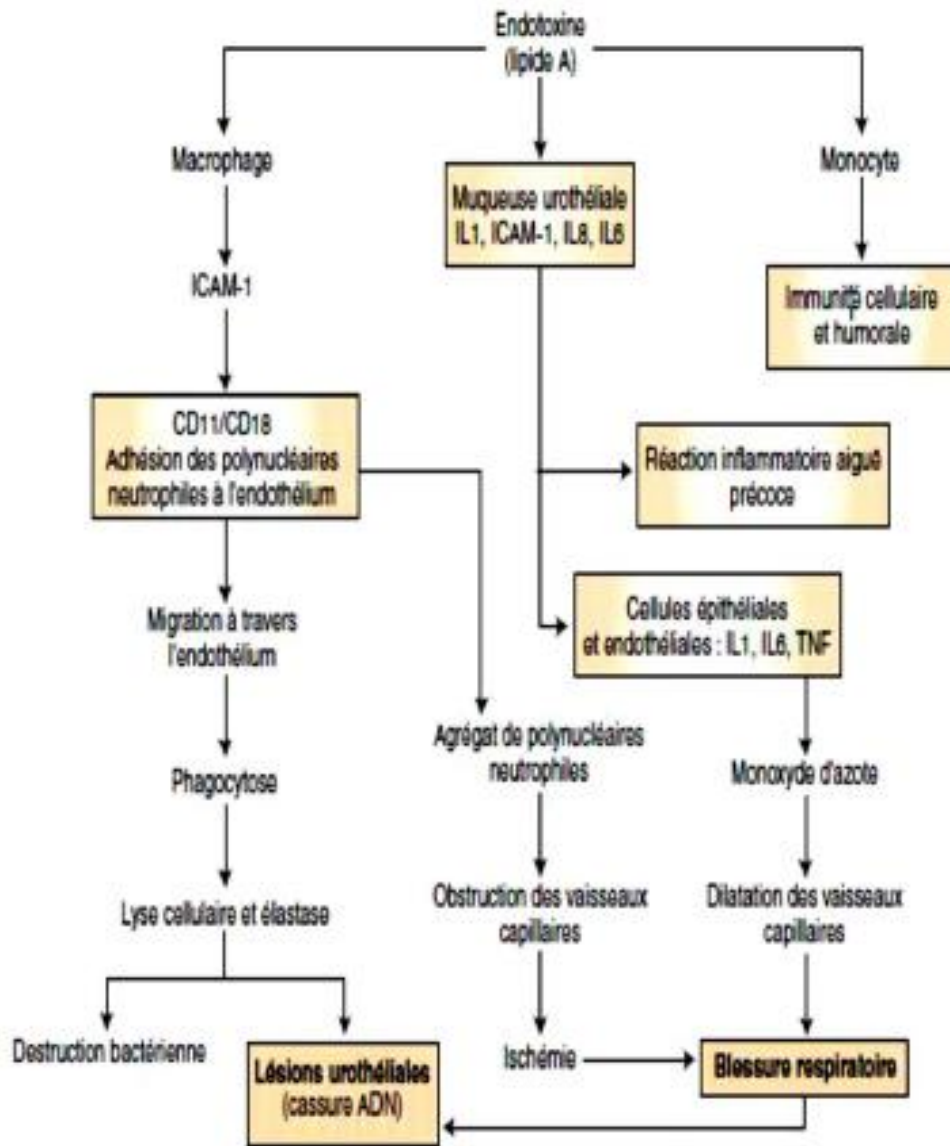 Endotoxine
(lipide A)
Macrophage
Monocyte
Muqueuse urothéliale
IL1, ICAM-1, IL8, IL6
ICAM-1
Immunité cellulaire
et humorale
CD11/CD18
Adhésion des polynucléaires
neutrophiles à l'endothélium
Réaction inflammatoire aiguë
précoce
Cellules épithéliales
et endothéliales : IL1, IL6, TNF
Migration à travers
l'endothélium
Agrégat de polynucléaires
neutrophiles
Monoxyde d'azote
Phagocytose
Obstruction des vaisseaux
capillaires
Dilatation des vaisseaux
capillaires
Lyse cellulaire et élastase
Destruction bactérienne
Lésions urothéliales
(cassure ADN)
Ischémie
Blessure respiratoire